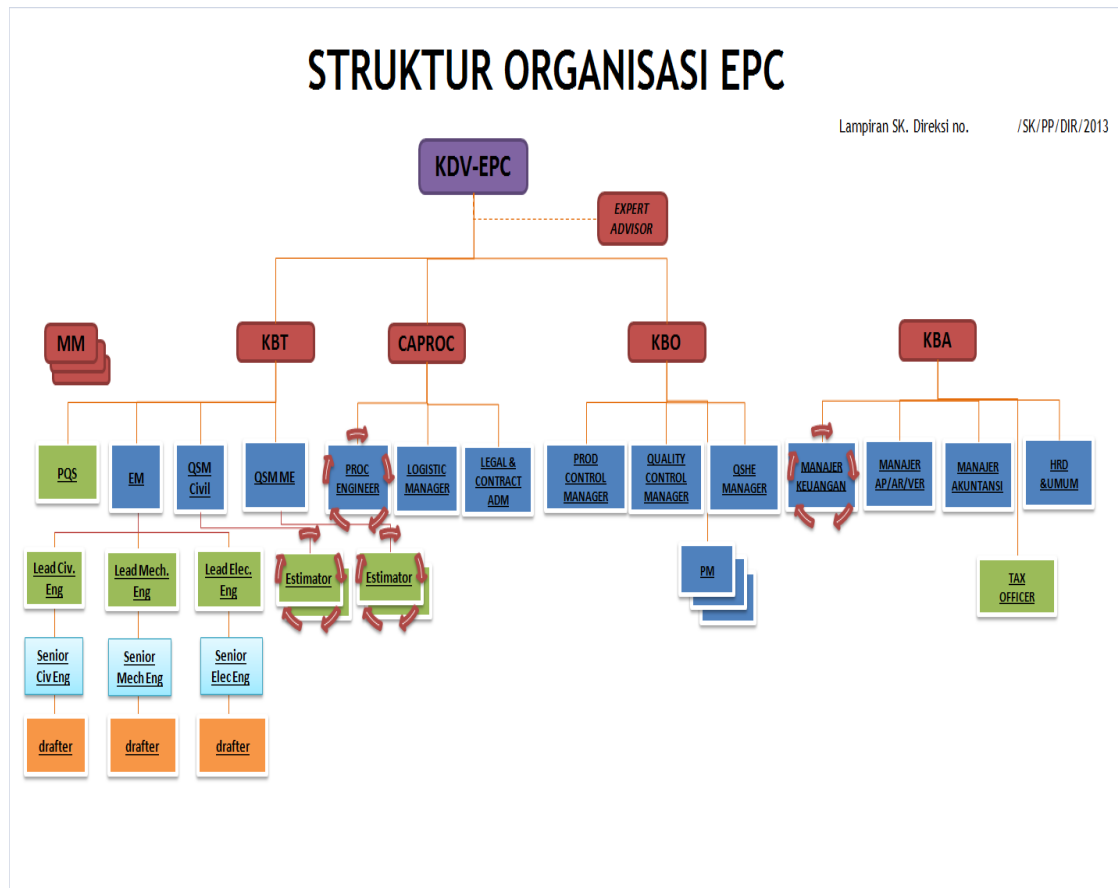 STRUKTUR ORGANISASI EPC
Lampiran SK. Direksi no. /SK/PP/DIR/2013
KDV-EPC
EXPERT
ADVISOR
MM
KBT
CAPROC
KBO
KBA
PQS
EM
QSM
Civil
QSM ME
PROC
ENGINEER
LOGISTIC
MANAGER
LEGAL &
CONTRACT
ADM
PROD
CONTROL
MANAGER
QUALITY
CONTROL
MANAGER
QSHE
MANAGER
MANAJER
KEUANGAN
MANAJER
AP/AR/VER
MANAJER
AKUNTANSI
HRD
&UMUM
Lead Civ.
Eng
Lead Mech.
Eng
Lead Elec.
Eng
Estimator
Estimator
PM
TAX
OFFICER
Senior
Civ Eng
Senior
Mech Eng
Senior
Elec Eng
drafter
drafter
drafter